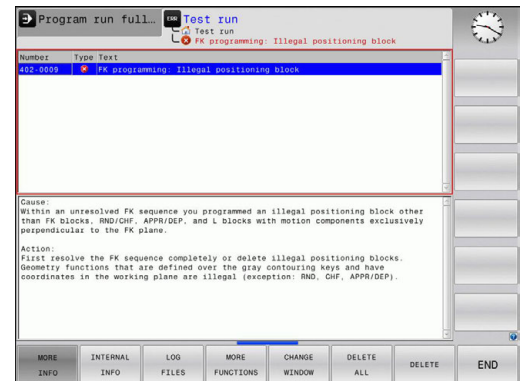 Program run full...
ERR Test run
Test run
FK programming: Illegal positioning block
Number Type Text
402-0009 FK programming: Illegal positioning block
Cause:
Within an unresolved FK sequence you programmed an illegal positioning block other
than FK blocks, RND/CHF, APPR/DEP, and L blocks with motion components exclusively
perpendicular to the FK plane.
Action:
First resolve the FK sequence completely or delete illegal positioning blocks.
Geometry functions that are defined over the gray contouring keys and have
coordinates in the working plane are illegal (exception: RND, CHF, APPR/DEP).
MORE INFO
INTERNAL INFO
LOG FILES
MORE FUNCTIONS
CHANGE WINDOW
DELETE ALL
DELETE
END